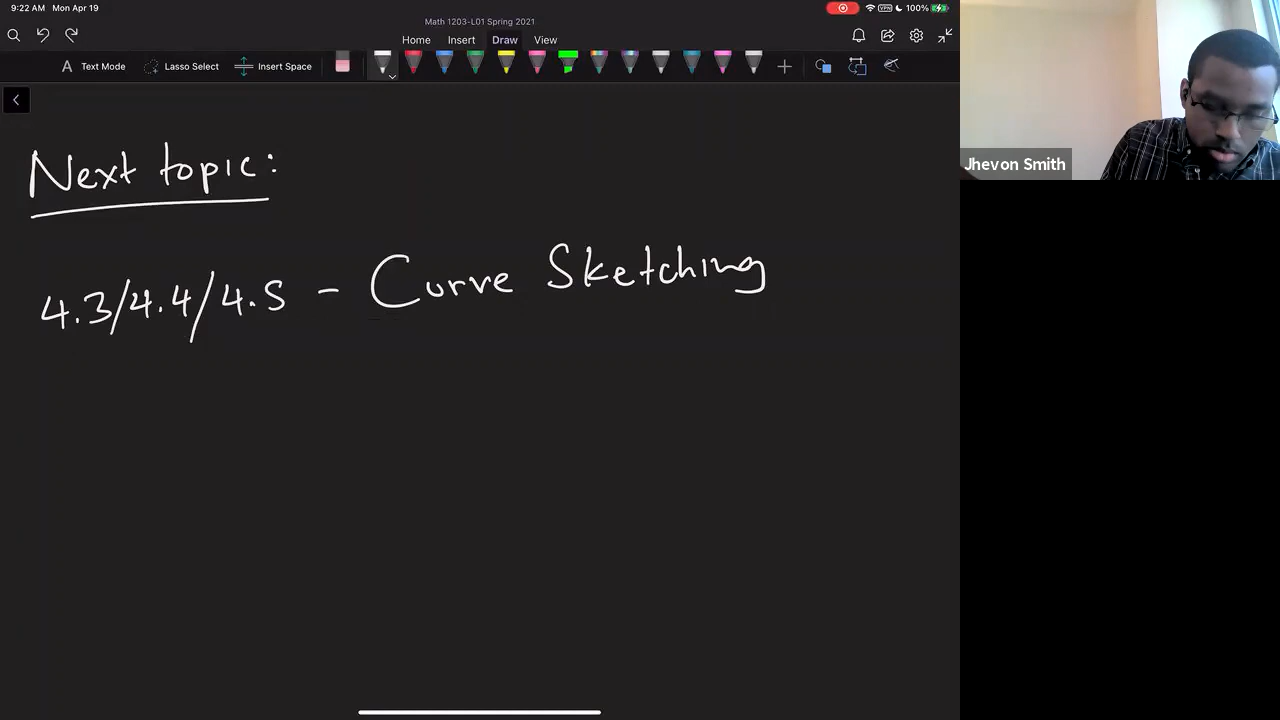 9:22 AM Mon Apr 19
VPN 100%
Math 1203-L01 Spring 2021
Home Insert Draw View
A Text Mode Lasso Select Insert Space
Next topic:
4.3/4.4/4.5 - Curve Sketching
Jhevon Smith